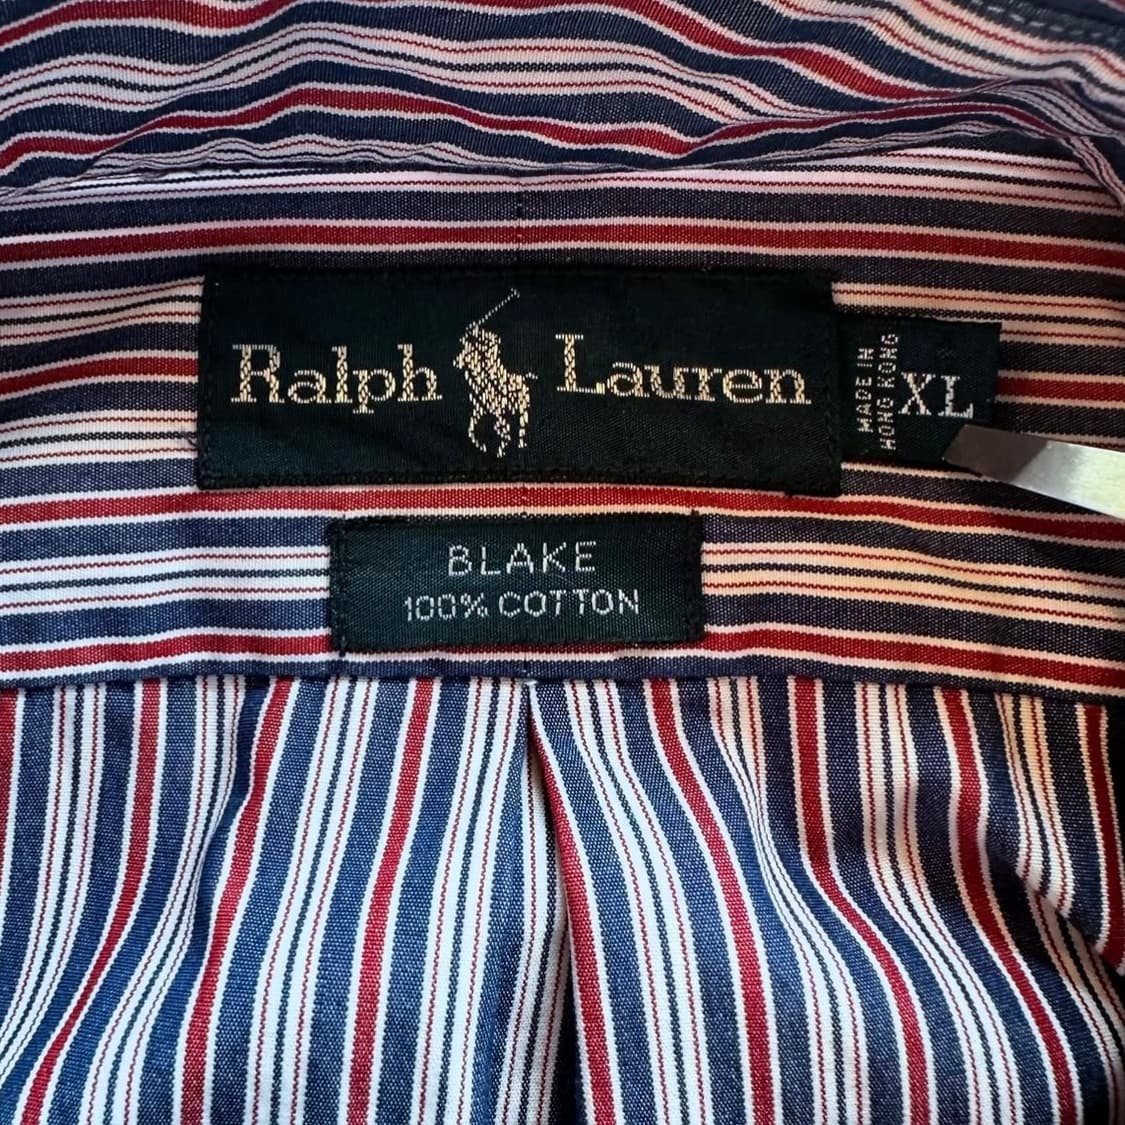 Ralph Lauren
MADE IN
HONG KONG
XL
BLAKE
100% COTTON